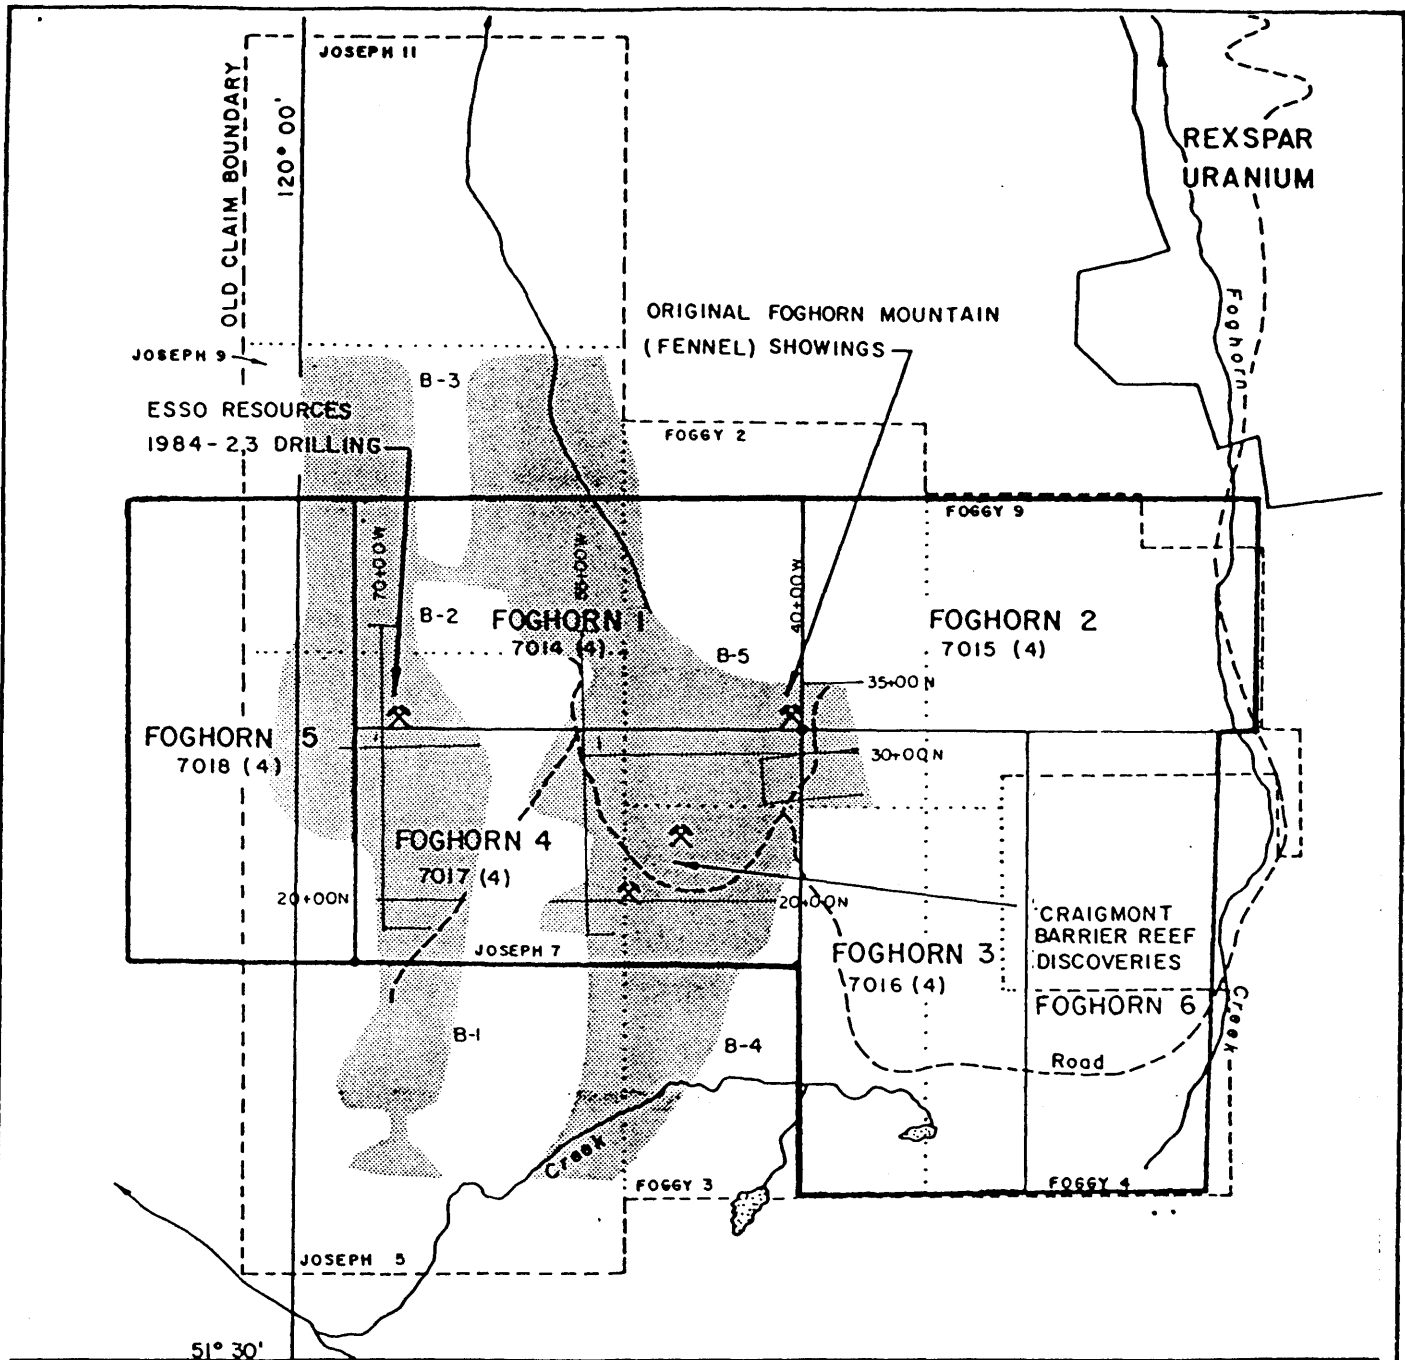 JOSEPH 11
OLD CLAIM BOUNDARY
120° 00'
REXSPAR
URANIUM
Foghorn
ORIGINAL FOGHORN MOUNTAIN
(FENNEL) SHOWINGS
JOSEPH 9
B-3
ESSO RESOURCES
1984-2,3 DRILLING
FOGGY 2
FOGGY 9
70+00W
55+00W
40+00W
B-2
FOGHORN 1
7014 (4)
FOGHORN 2
7015 (4)
B-5
35+00N
FOGHORN 5
7018 (4)
30+00N
FOGHORN 4
7017 (4)
20+00N
20+00N
CRAIGMONT
BARRIER REEF
DISCOVERIES
JOSEPH 7
FOGHORN 3
7016 (4)
FOGHORN 6
Creek
B-1
B-4
Road
Creek
FOGGY 3
FOGGY 4
JOSEPH 5
51° 30'